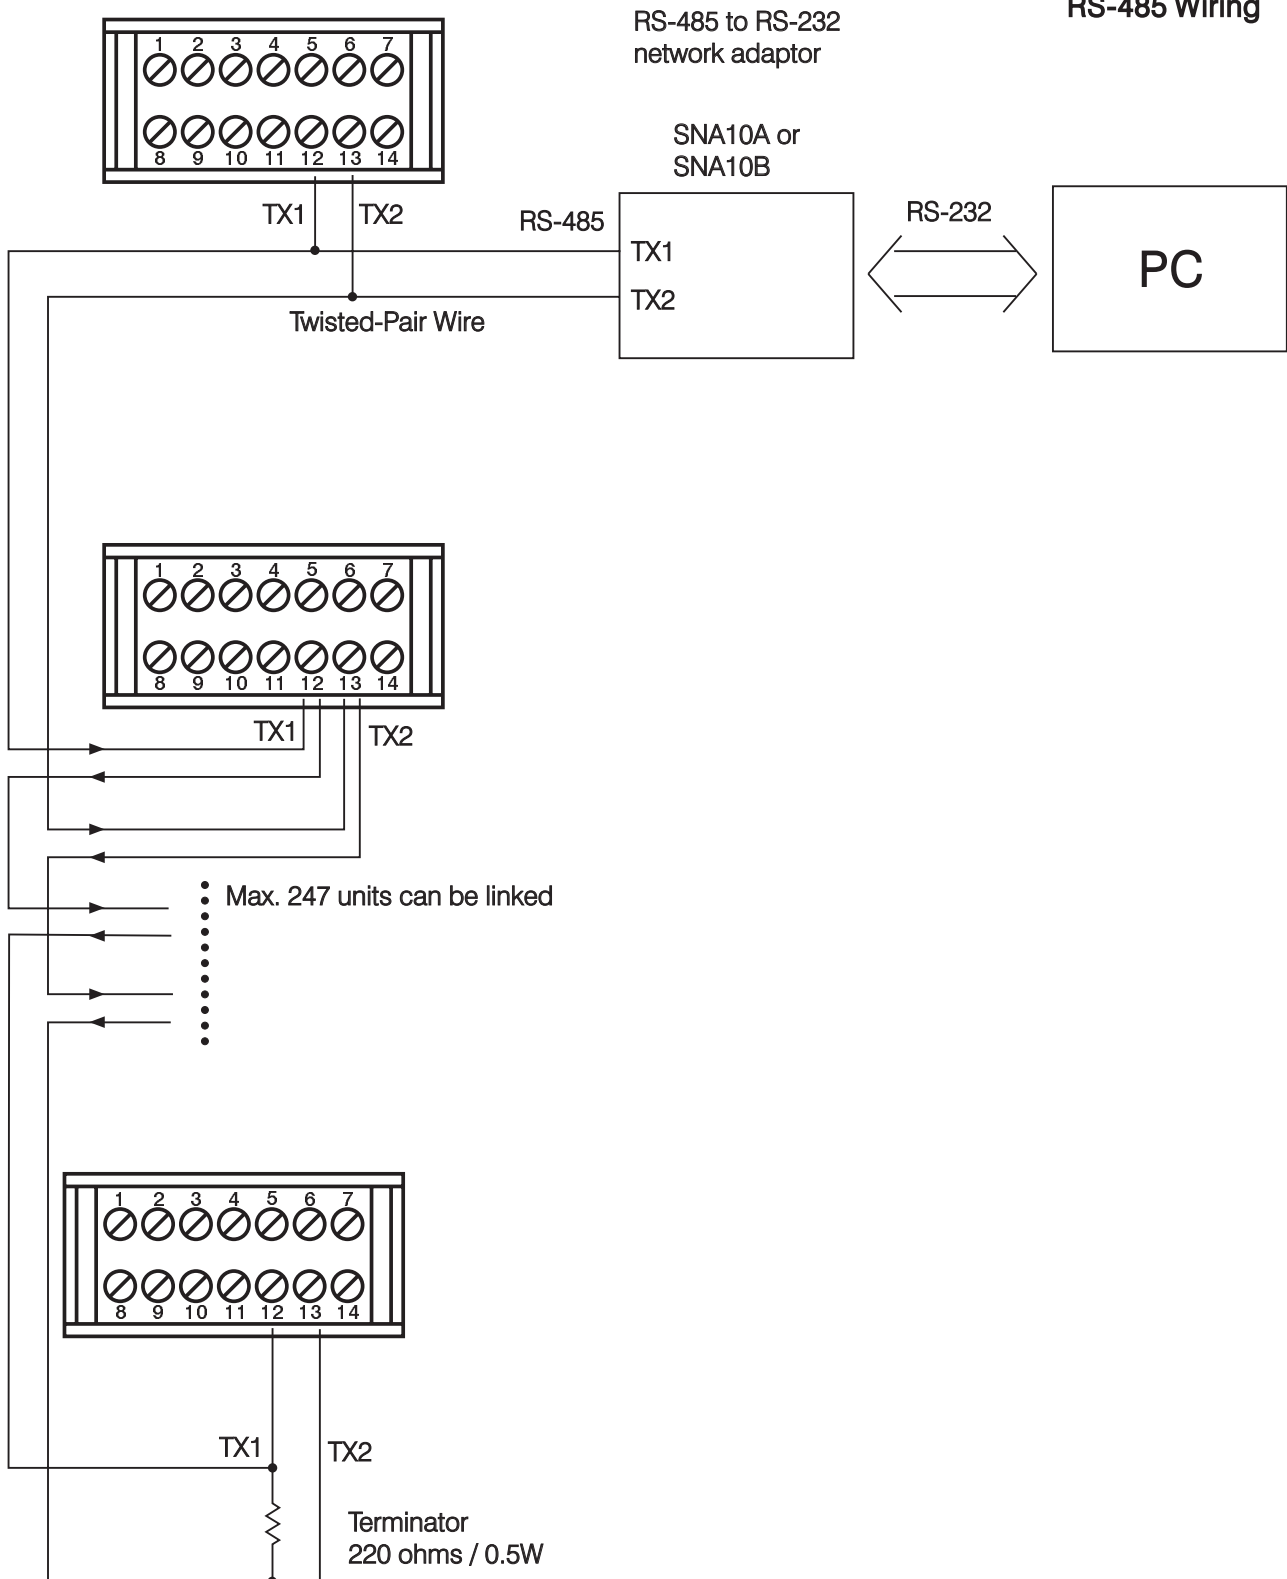 RS-485 to RS-232
network adaptor
RS-485 Wiring
1 2 3 4 5 6 7
8 9 10 11 12 13 14
SNA10A or
SNA10B
TX1 TX2
RS-485
RS-232
TX1
TX2
PC
Twisted-Pair Wire
1 2 3 4 5 6 7
8 9 10 11 12 13 14
TX1 TX2
Max. 247 units can be linked
1 2 3 4 5 6 7
8 9 10 11 12 13 14
TX1 TX2
Terminator
220 ohms / 0.5W